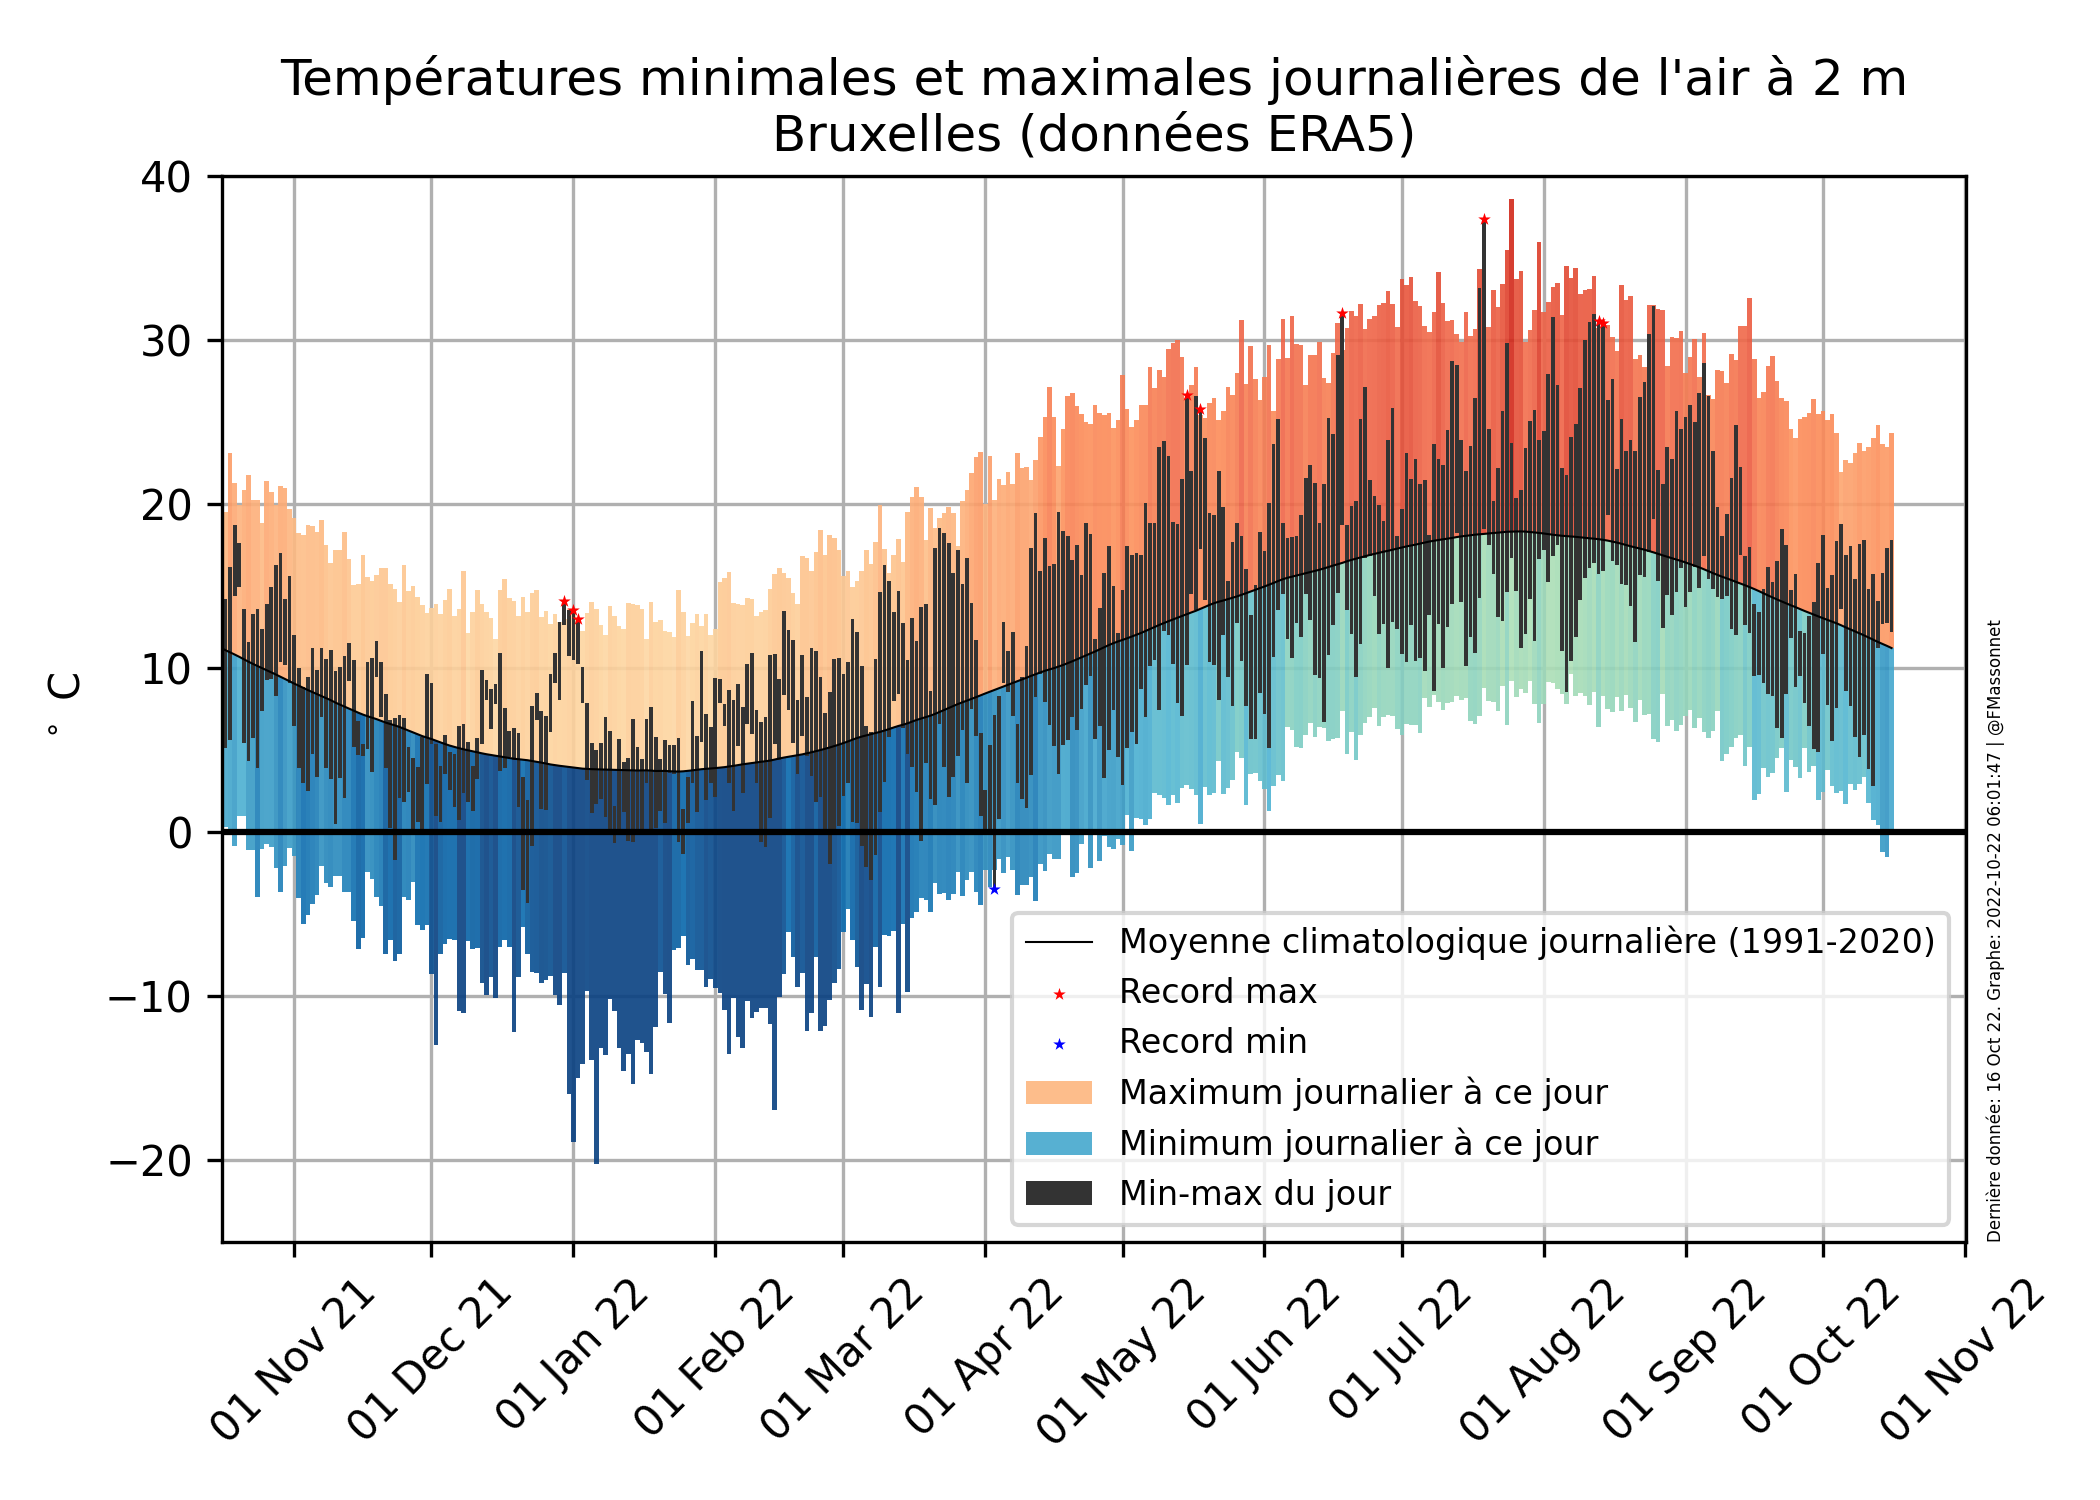 Températures minimales et maximales journalières de l'air à 2 m
Bruxelles (données ERA5)
40
30
20
10
0
−10
−20
° C
Moyenne climatologique journalière (1991-2020)
Record max
Record min
Maximum journalier à ce jour
Minimum journalier à ce jour
Min-max du jour
01 Nov 21
01 Dec 21
01 Jan 22
01 Feb 22
01 Mar 22
01 Apr 22
01 May 22
01 Jun 22
01 Jul 22
01 Aug 22
01 Sep 22
01 Oct 22
01 Nov 22
Dernière donnée: 16 Oct 22. Graphe: 2022-10-22 06:01:47 | @FMassonnet